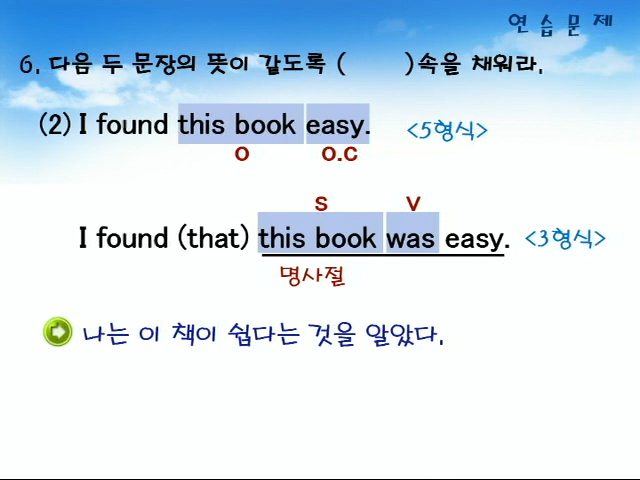 연 습 문 제
6. 다음 두 문장의 뜻이 같도록 (        )속을 채워라.
(2) I found this book easy. <5형식>
o o.c
s v
I found (that) this book was easy. <3형식>
명사절
나는 이 책이 쉽다는 것을 알았다.